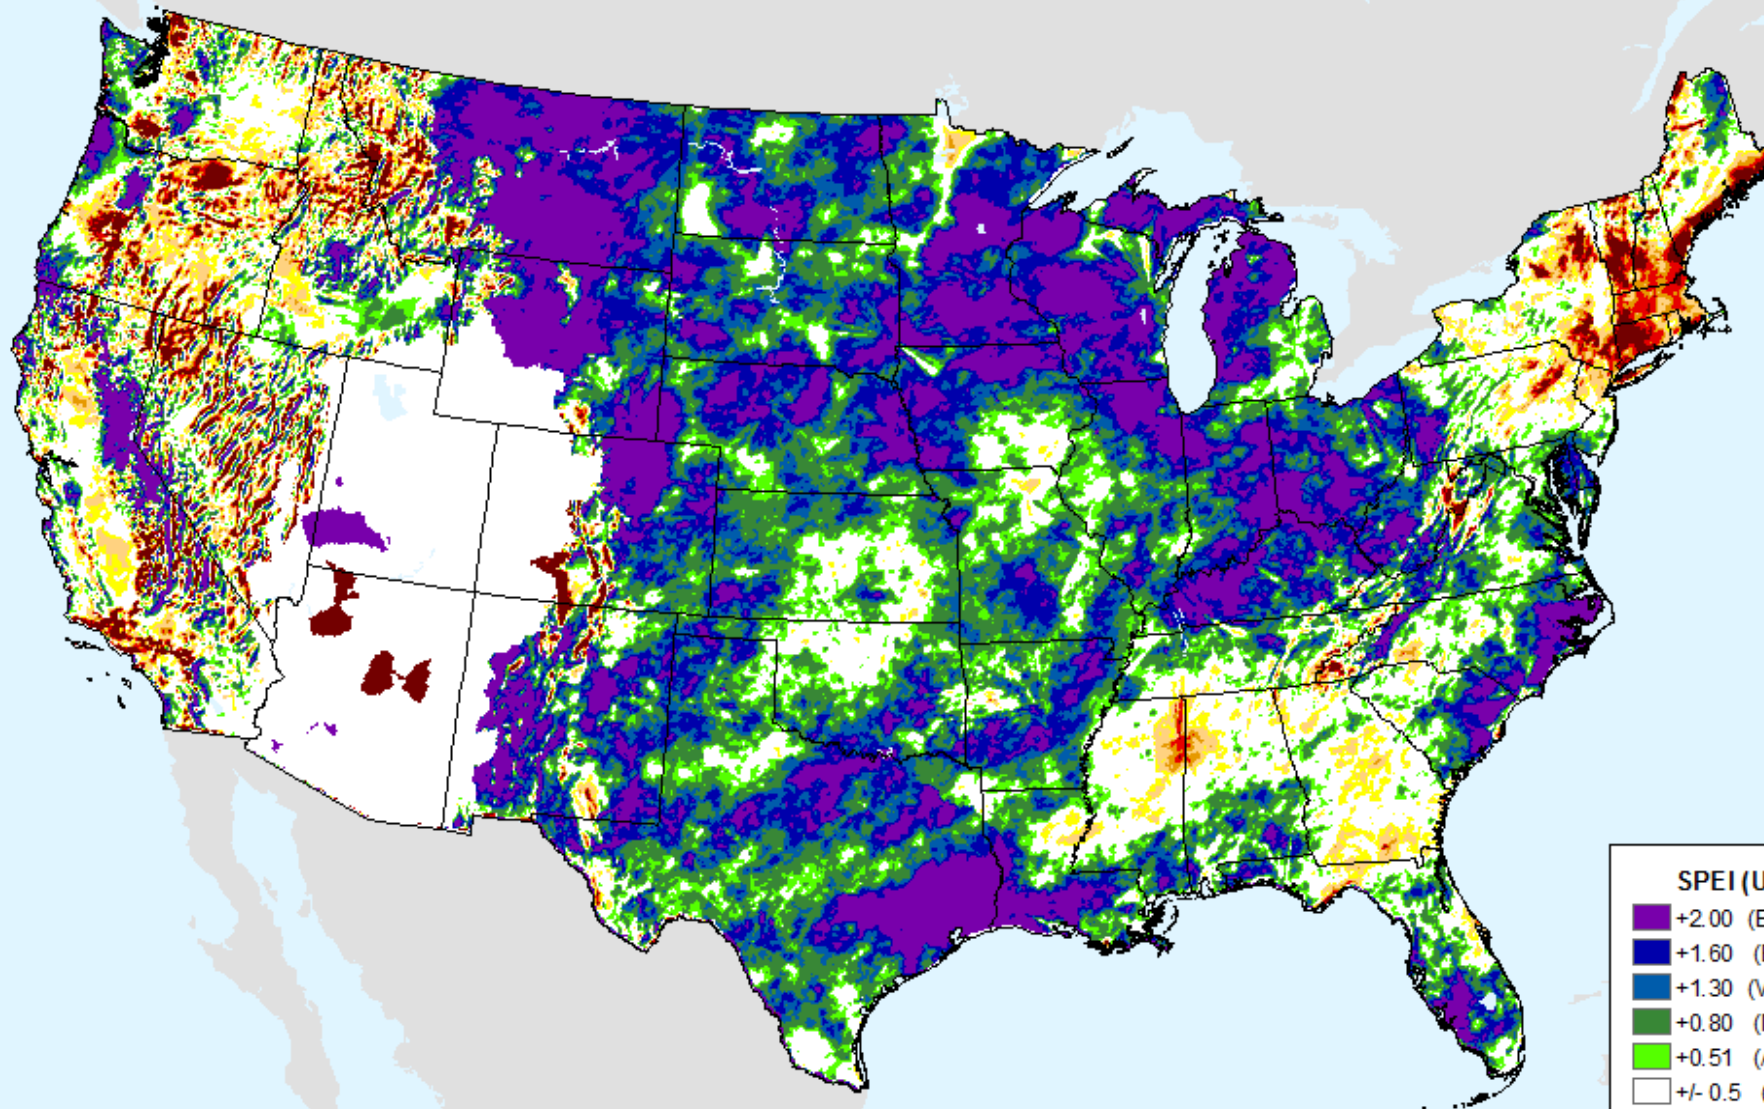 SPEI (U
+2.00 (E
+1.60 (
+1.30 (V
+0.80 (
+0.51 (
+/- 0.5 (